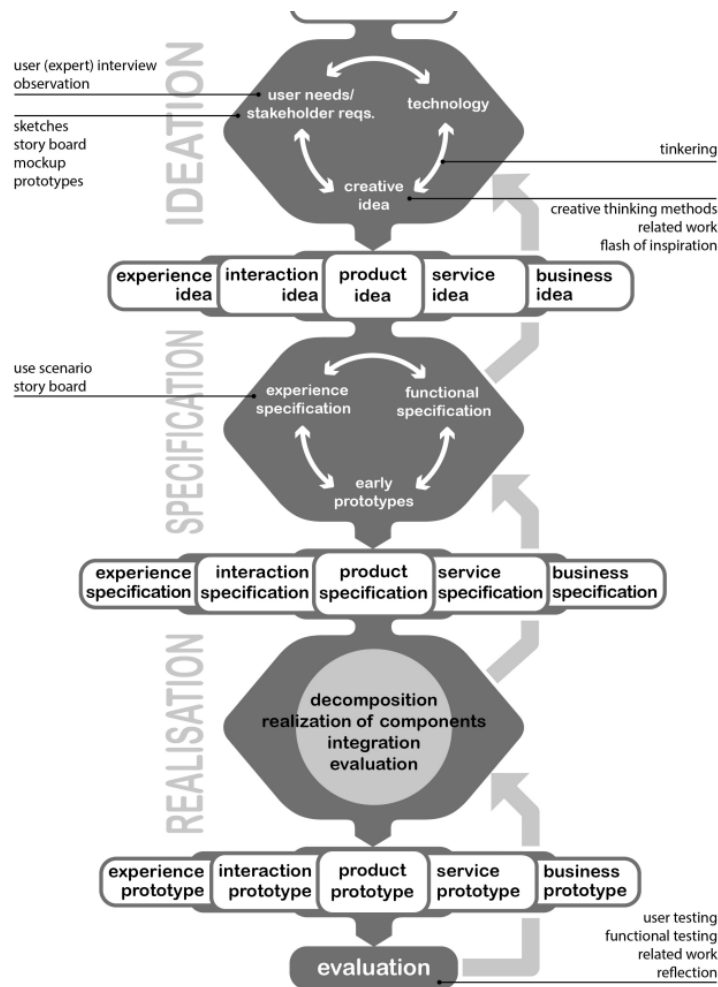 IDEATION
user (expert) interview
observation
sketches
story board
mockup
prototypes
user needs/
stakeholder reqs.
technology
creative
idea
tinkering
creative thinking methods
related work
flash of inspiration
experience
idea
interaction
idea
product
idea
service
idea
business
idea
SPECIFICATION
use scenario
story board
experience
specification
functional
specification
early
prototypes
experience
specification
interaction
specification
product
specification
service
specification
business
specification
REALISATION
decomposition
realization of components
integration
evaluation
experience
prototype
interaction
prototype
product
prototype
service
prototype
business
prototype
evaluation
user testing
functional testing
related work
reflection